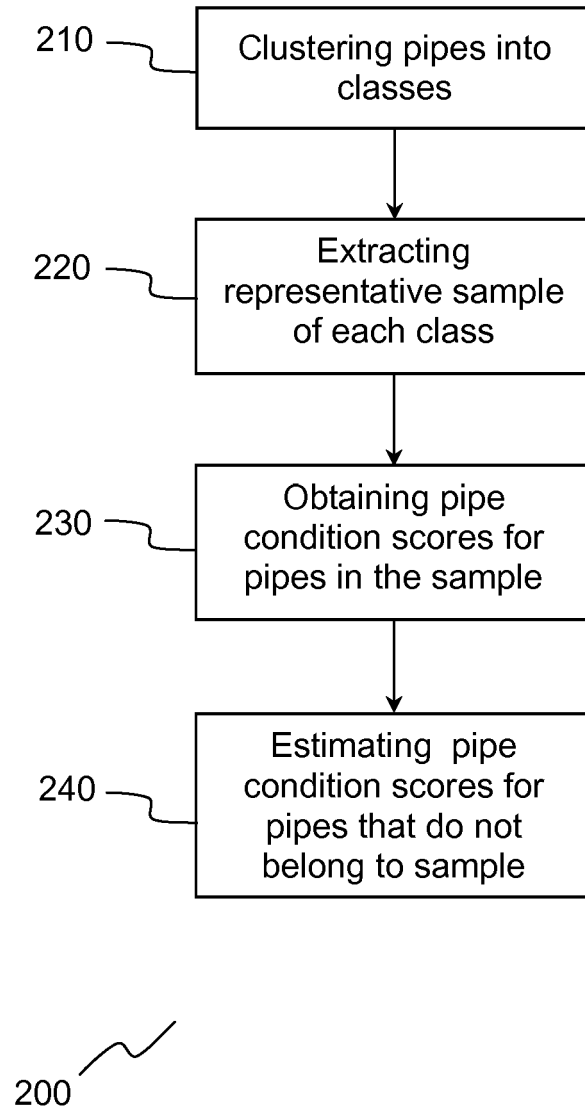 210
Clustering pipes into
classes
220
Extracting
representative sample
of each class
230
Obtaining pipe
condition scores for
pipes in the sample
240
Estimating pipe
condition scores for
pipes that do not
belong to sample
200